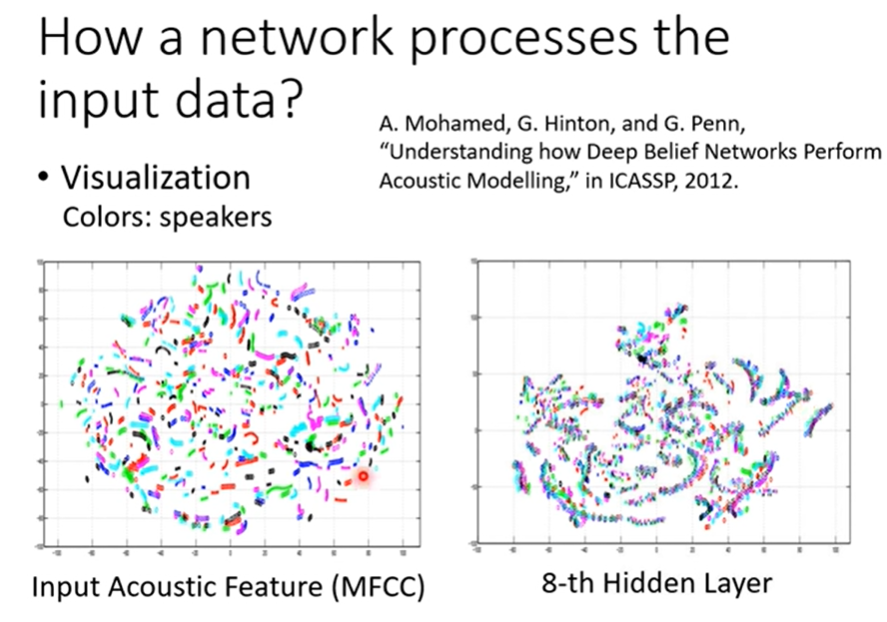 How a network processes the
input data?
A. Mohamed, G. Hinton, and G. Penn,
“Understanding how Deep Belief Networks Perform
Acoustic Modelling,” in ICASSP, 2012.
• Visualization
Colors: speakers
Input Acoustic Feature (MFCC)
8-th Hidden Layer